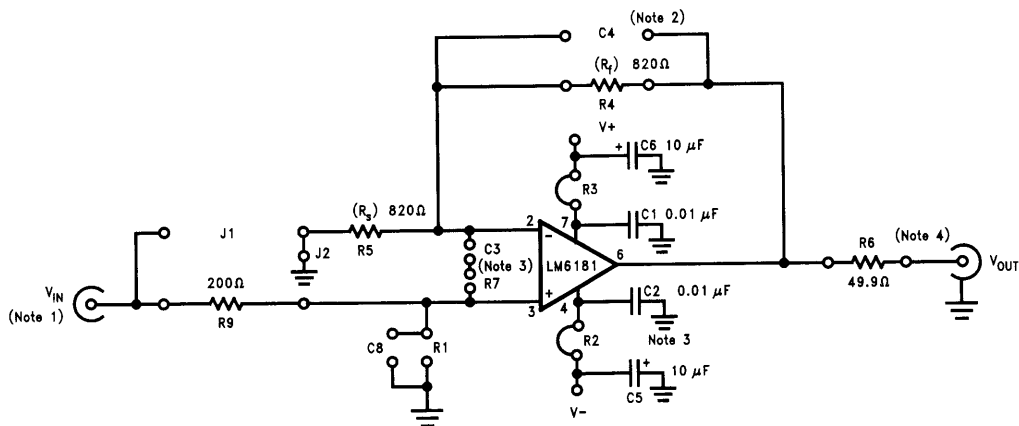 (Note 2)
C4
(Rf) 820Ω
R4
V+
+ C6 10 μF
R3
7
C1 0.01 μF
(Rs) 820Ω
J1
J2
R5
2
-
C3
(Note 3)
R7
LM6181
6
R6
(Note 4)
49.9Ω
VOUT
VIN
(Note 1)
200Ω
R9
+
3
4
C2 0.01 μF
Note 3
C8
R1
R2
+
10 μF
C5
V-